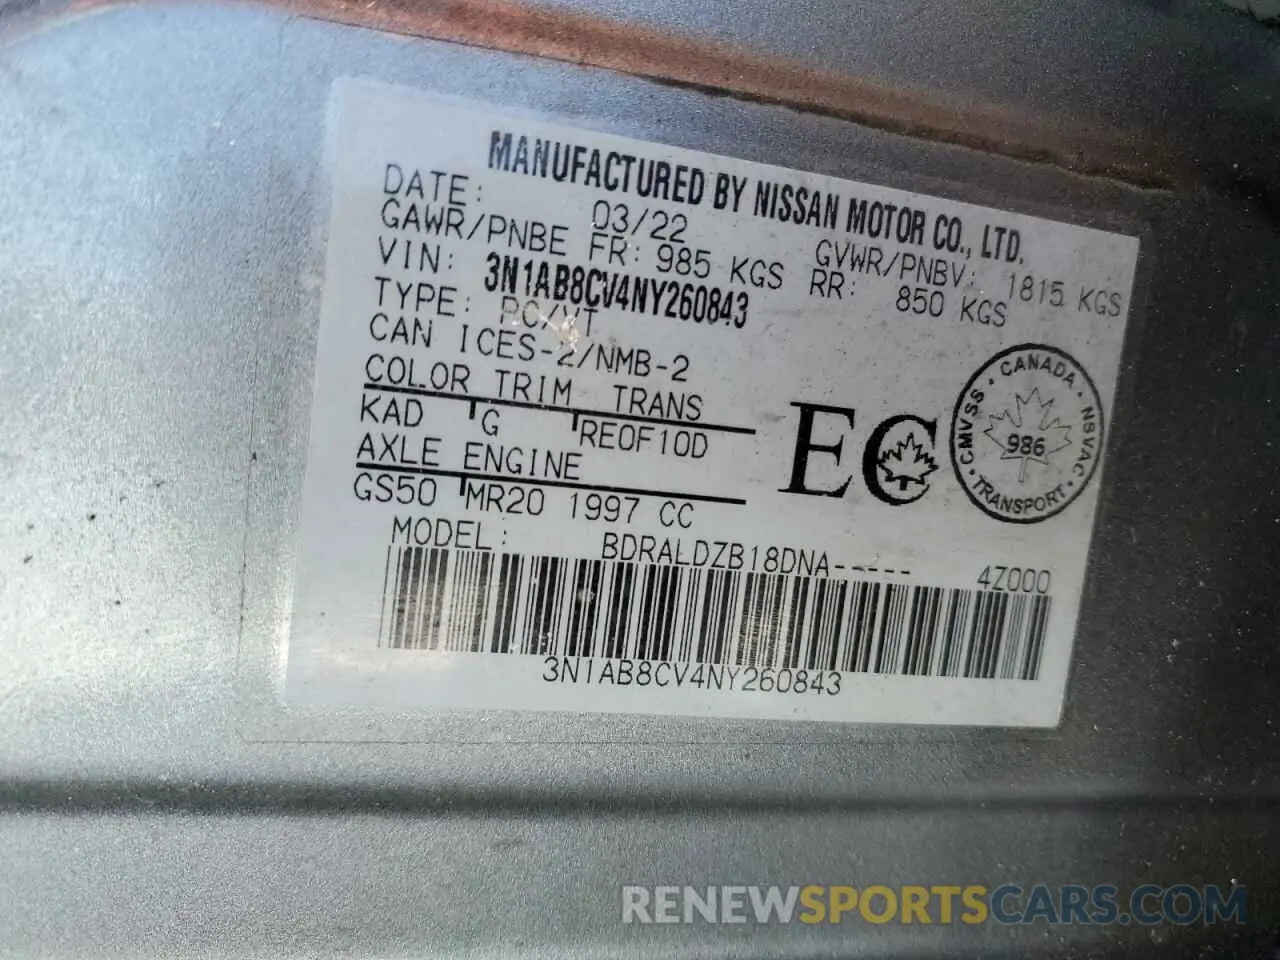 MANUFACTURED BY NISSAN MOTOR CO., LTD.
DATE: 03/22 GVWR/PNBV: 1815 KGS
GAWR/PNBE FR: 985 KGS RR: 850 KGS
VIN: 3N1AB8CV4NY260843
TYPE: PC/VT
CAN ICES-2/NMB-2
COLOR TRIM TRANS
KAD G RE0F10D
AXLE ENGINE
GS50 MR20 1997 CC
MODEL: BDRALDZB18DNA----- 4Z000
3N1AB8CV4NY260843
EC
CANADA • NSVAC • TRANSPORT • CMVSS •
986
RENEWSPORTSCARS.COM